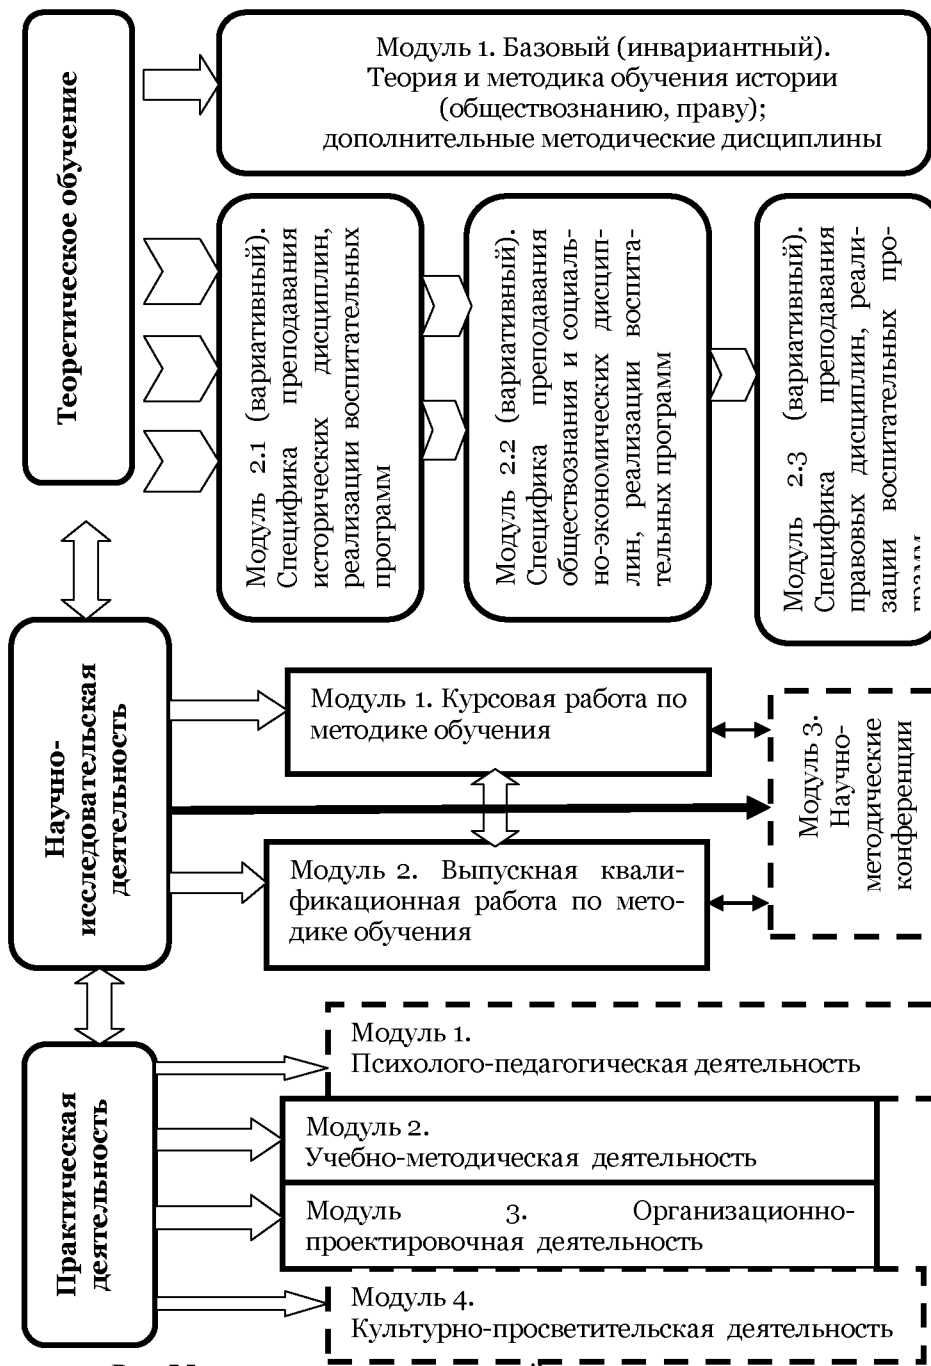 Теоретическое обучение
Модуль 1. Базовый (инвариантный).
Теория и методика обучения истории
(обществознанию, праву);
дополнительные методические дисциплины
Модуль 2.1 (вариативный).
Специфика преподавания
исторических дисциплин,
реализации воспитательных
программ
Модуль 2.2 (вариативный).
Специфика преподавания
обществознания и социаль-
но-экономических дисцип-
лин, реализации воспита-
тельных программ
Модуль 2.3 (вариативный).
Специфика преподавания
правовых дисциплин, реали-
зации воспитательных про-
грамм
Научно-
исследовательская
деятельность
Модуль 1. Курсовая работа по
методике обучения
Модуль 2. Выпускная квали-
фикационная работа по мето-
дике обучения
Модуль 3.
Научно-
методические
конференции
Практическая
деятельность
Модуль 1.
Психолого-педагогическая деятельность
Модуль 2.
Учебно-методическая деятельность
Модуль 3. Организационно-
проектировочная деятельность
Модуль 4.
Культурно-просветительская деятельность